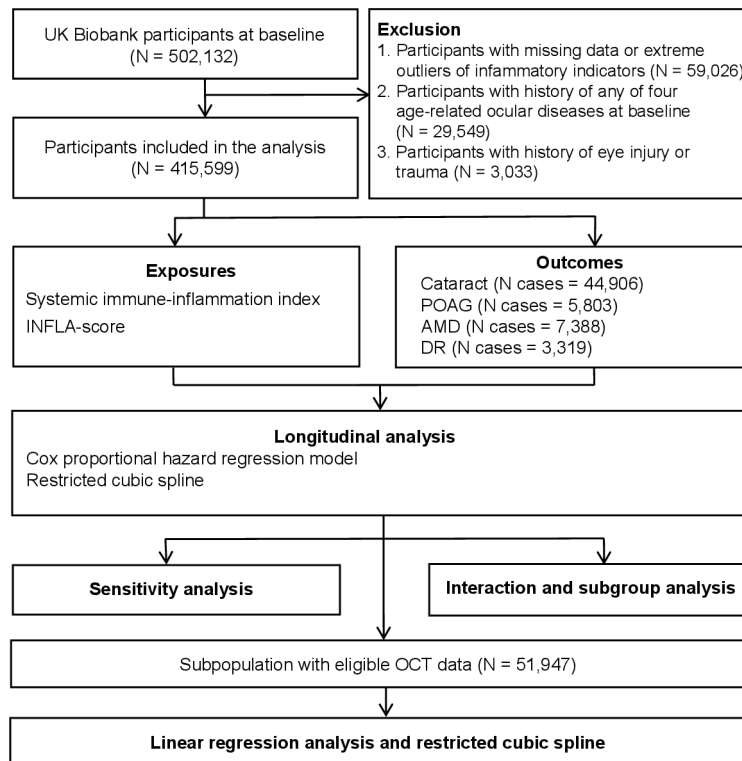 UK Biobank participants at baseline
(N = 502,132)
Exclusion
1. Participants with missing data or extreme
outliers of infammatory indicators (N = 59,026)
2. Participants with history of any of four
age-related ocular diseases at baseline
(N = 29,549)
3. Participants with history of eye injury or
trauma (N = 3,033)
Participants included in the analysis
(N = 415,599)
Exposures
Systemic immune-inflammation index
INFLA-score
Outcomes
Cataract (N cases = 44,906)
POAG (N cases = 5,803)
AMD (N cases = 7,388)
DR (N cases = 3,319)
Longitudinal analysis
Cox proportional hazard regression model
Restricted cubic spline
Sensitivity analysis
Interaction and subgroup analysis
Subpopulation with eligible OCT data (N = 51,947)
Linear regression analysis and restricted cubic spline